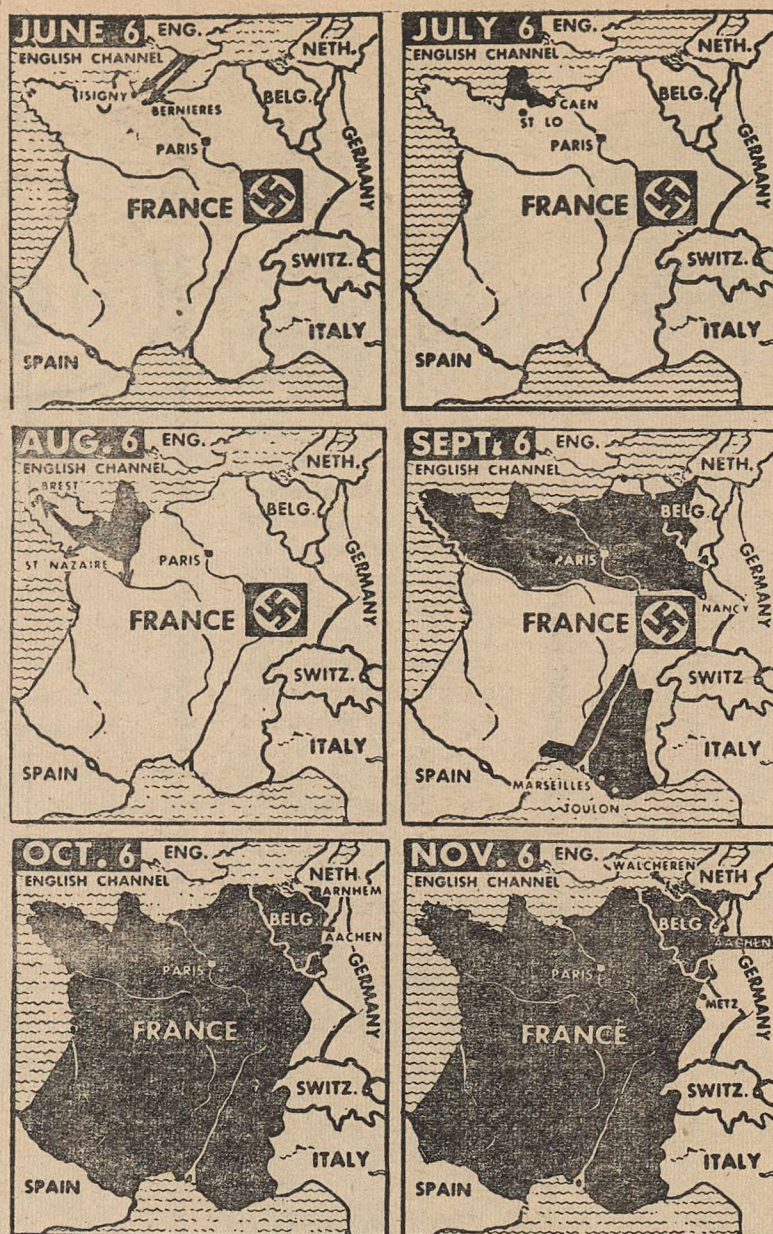 JUNE 6 ENG.
ENGLISH CHANNEL
NETH.
ISIGNY
BERNIERES
BELG.
PARIS
GERMANY
FRANCE
SWITZ.
ITALY
SPAIN
JULY 6 ENG.
ENGLISH CHANNEL
NETH.
CAEN
ST LO
BELG.
PARIS
GERMANY
FRANCE
SWITZ.
ITALY
SPAIN
AUG. 6 ENG.
ENGLISH CHANNEL
NETH.
BREST
BELG.
ST NAZAIRE
PARIS
GERMANY
FRANCE
SWITZ.
ITALY
SPAIN
SEPT. 6 ENG.
ENGLISH CHANNEL
NETH.
BELG.
PARIS
GERMANY
NANCY
FRANCE
SWITZ
ITALY
SPAIN
MARSEILLES
TOULON
OCT. 6 ENG.
ENGLISH CHANNEL
NETH
ARNHEM
BELG
AACHEN
PARIS
GERMANY
FRANCE
SWITZ.
ITALY
SPAIN
NOV. 6 ENG.
WALCHEREN
ENGLISH CHANNEL
NETH
BELG
AACHEN
PARIS
GERMANY
METZ
FRANCE
SWITZ.
ITALY
SPAIN